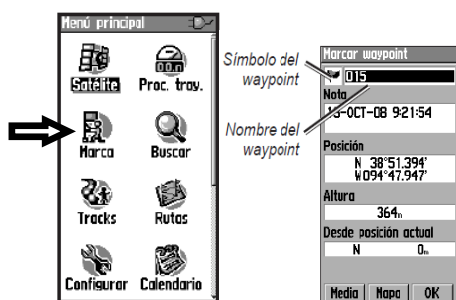 Menú principal
Satélite
Proc. tray.
Marca
Buscar
Tracks
Rutas
Configurar
Calendario
Símbolo del
waypoint
Nombre del
waypoint
Marcar waypoint
015
Nota
13-OCT-08 9:21:54
Posición
N 38°51.394'
W094°47.947'
Altura
364m
Desde posición actual
N 0m
Media
Mapa
OK